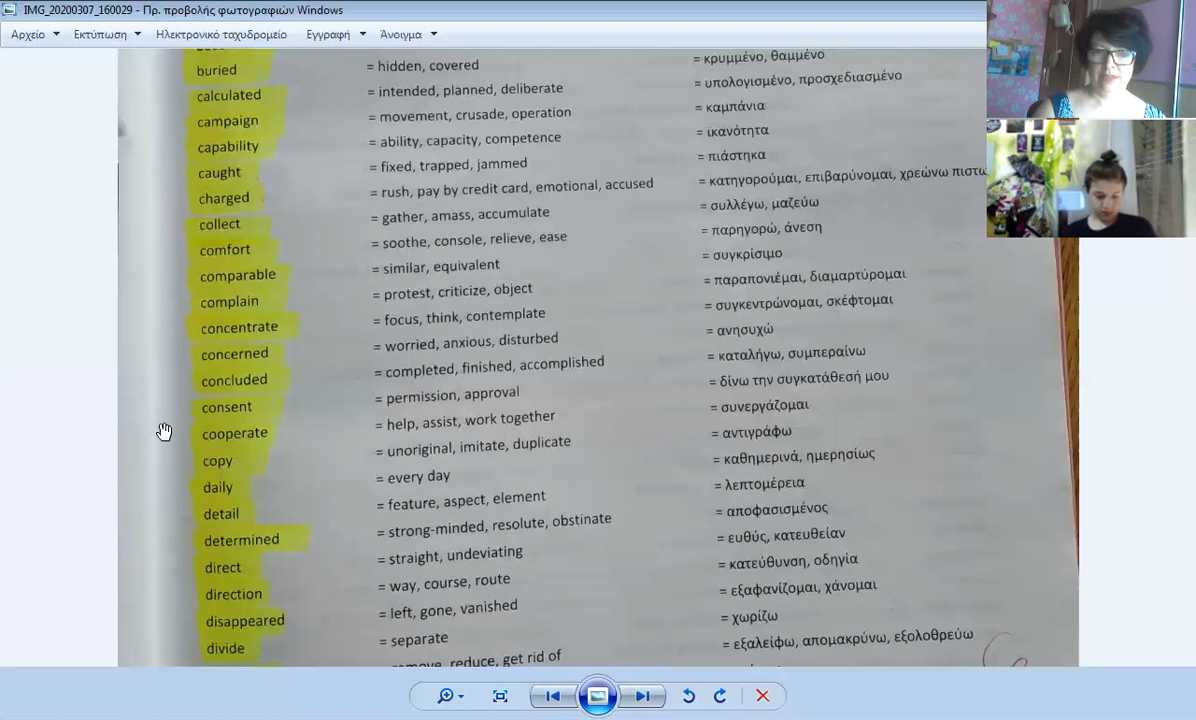 IMG_20200307_160029 - Πρ. προβολής φωτογραφιών Windows
Αρχείο Εκτύπωση Ηλεκτρονικό ταχυδρομείο Εγγραφή Άνοιγμα
buried = hidden, covered = κρυμμένο, θαμμένο
calculated = intended, planned, deliberate = υπολογισμένο, προσχεδιασμένο
campaign = movement, crusade, operation = καμπάνια
capability = ability, capacity, competence = ικανότητα
caught = fixed, trapped, jammed = πιάστηκα
charged = rush, pay by credit card, emotional, accused = κατηγορούμαι, επιβαρύνομαι, χρεώνω
collect = gather, amass, accumulate = συλλέγω, μαζεύω
comfort = soothe, console, relieve, ease = παρηγορώ, άνεση
comparable = similar, equivalent = συγκρίσιμο
complain = protest, criticize, object = παραπονιέμαι, διαμαρτύρομαι
concentrate = focus, think, contemplate = συγκεντρώνομαι, σκέφτομαι
concerned = worried, anxious, disturbed = ανησυχώ
concluded = completed, finished, accomplished = καταλήγω, συμπεραίνω
consent = permission, approval = δίνω την συγκατάθεσή μου
cooperate = help, assist, work together = συνεργάζομαι
copy = unoriginal, imitate, duplicate = αντιγράφω
daily = every day = καθημερινά, ημερησίως
detail = feature, aspect, element = λεπτομέρεια
determined = strong-minded, resolute, obstinate = αποφασισμένος
direct = straight, undeviating = ευθύς, κατευθείαν
direction = way, course, route = κατεύθυνση, οδηγία
disappeared = left, gone, vanished = εξαφανίζομαι, χάνομαι
divide = separate = χωρίζω
remove, reduce, get rid of = εξαλείφω, απομακρύνω, εξολοθρεύω